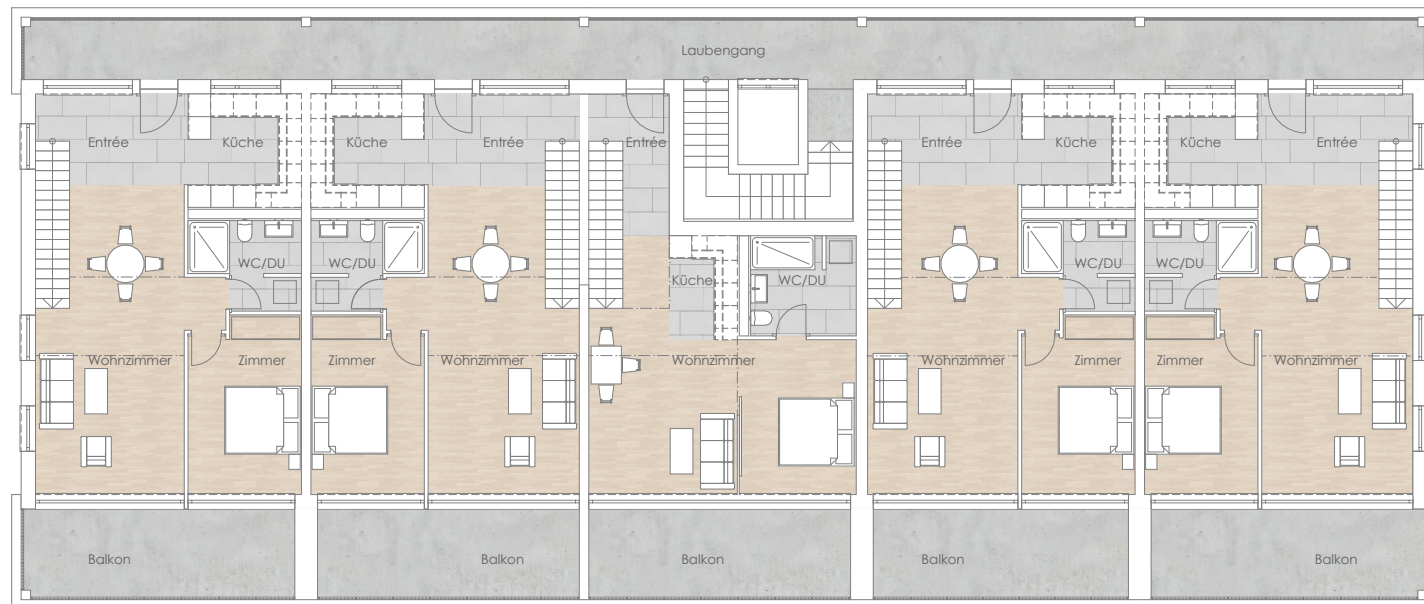 Laubengang
Entrée Küche Küche Entrée Entrée Entrée Küche Küche Entrée
WC/DU WC/DU WC/DU WC/DU
Küche WC/DU
Wohnzimmer Zimmer Zimmer Wohnzimmer Wohnzimmer Wohnzimmer Zimmer Zimmer Wohnzimmer
Balkon Balkon Balkon Balkon Balkon